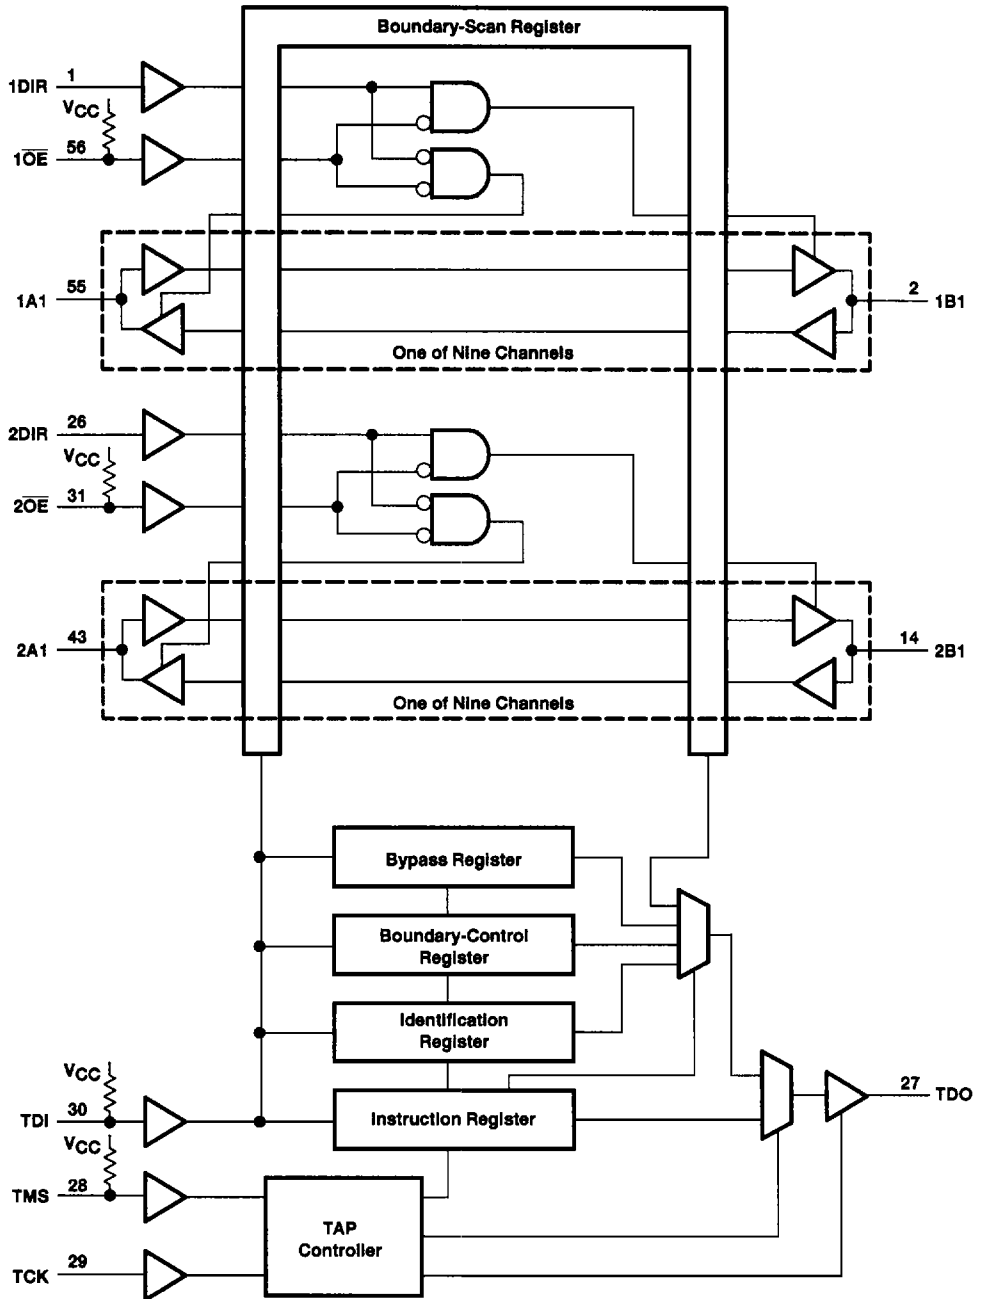 Boundary-Scan Register
1DIR 1
VCC
1O̅E̅ 56
1A1 55
2 1B1
One of Nine Channels
2DIR 26
VCC
2O̅E̅ 31
2A1 43
14 2B1
One of Nine Channels
Bypass Register
Boundary-Control
Register
Identification
Register
VCC
TDI 30
Instruction Register
27 TDO
VCC
TMS 28
TAP
Controller
TCK 29